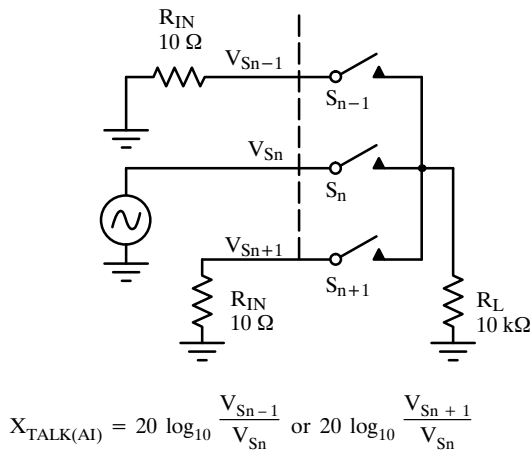 R_IN
10 Ω
V_Sn−1
S_n−1
V_Sn
S_n
V_Sn+1
S_n+1
R_IN
10 Ω
R_L
10 kΩ
X_TALK(AI) = 20 log_10 V_Sn−1 / V_Sn or 20 log_10 V_Sn + 1 / V_Sn